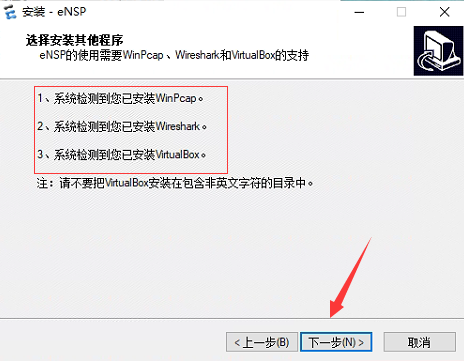 安装 - eNSP
选择安装其他程序
eNSP的使用需要WinPcap、Wireshark和VirtualBox的支持
1、系统检测到您已安装WinPcap。
2、系统检测到您已安装Wireshark。
3、系统检测到您已安装VirtualBox。
注：请不要把VirtualBox安装在包含非英文字符的目录中。
< 上一步(B)
下一步(N) >
取消